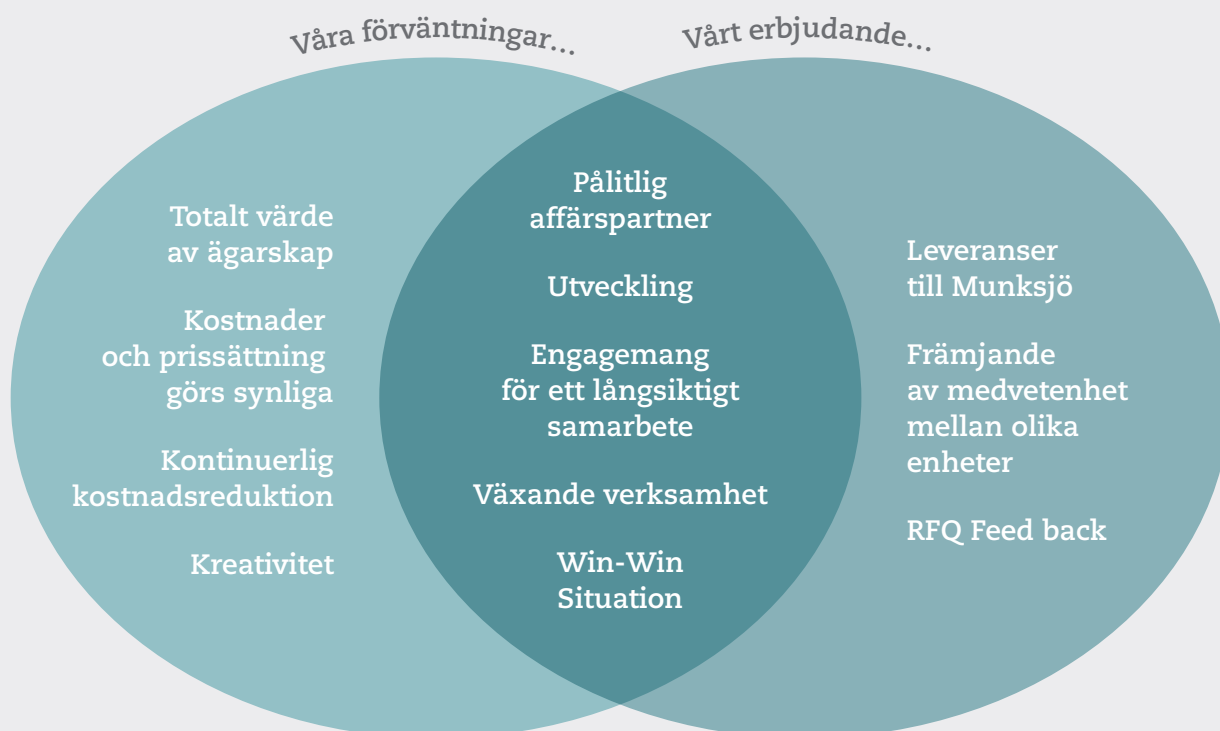 Våra förväntningar...
Vårt erbjudande...
Totalt värde
av ägarskap
Kostnader
och prissättning
görs synliga
Kontinuerlig
kostnadsreduktion
Kreativitet
Pålitlig
affärspartner
Utveckling
Engagemang
för ett långsiktigt
samarbete
Växande verksamhet
Win-Win
Situation
Leveranser
till Munksjö
Främjande
av medvetenhet
mellan olika
enheter
RFQ Feed back